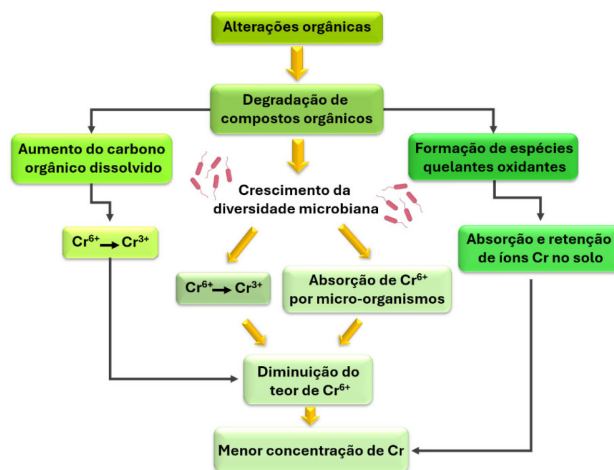 Alterações orgânicas
Degradação de
compostos orgânicos
Aumento do carbono
orgânico dissolvido
Formação de espécies
quelantes oxidantes
Crescimento da
diversidade microbiana
Cr⁶⁺→Cr³⁺
Absorção e retenção
de íons Cr no solo
Cr⁶⁺→Cr³⁺
Absorção de Cr⁶⁺
por micro-organismos
Diminuição do
teor de Cr⁶⁺
Menor concentração de Cr